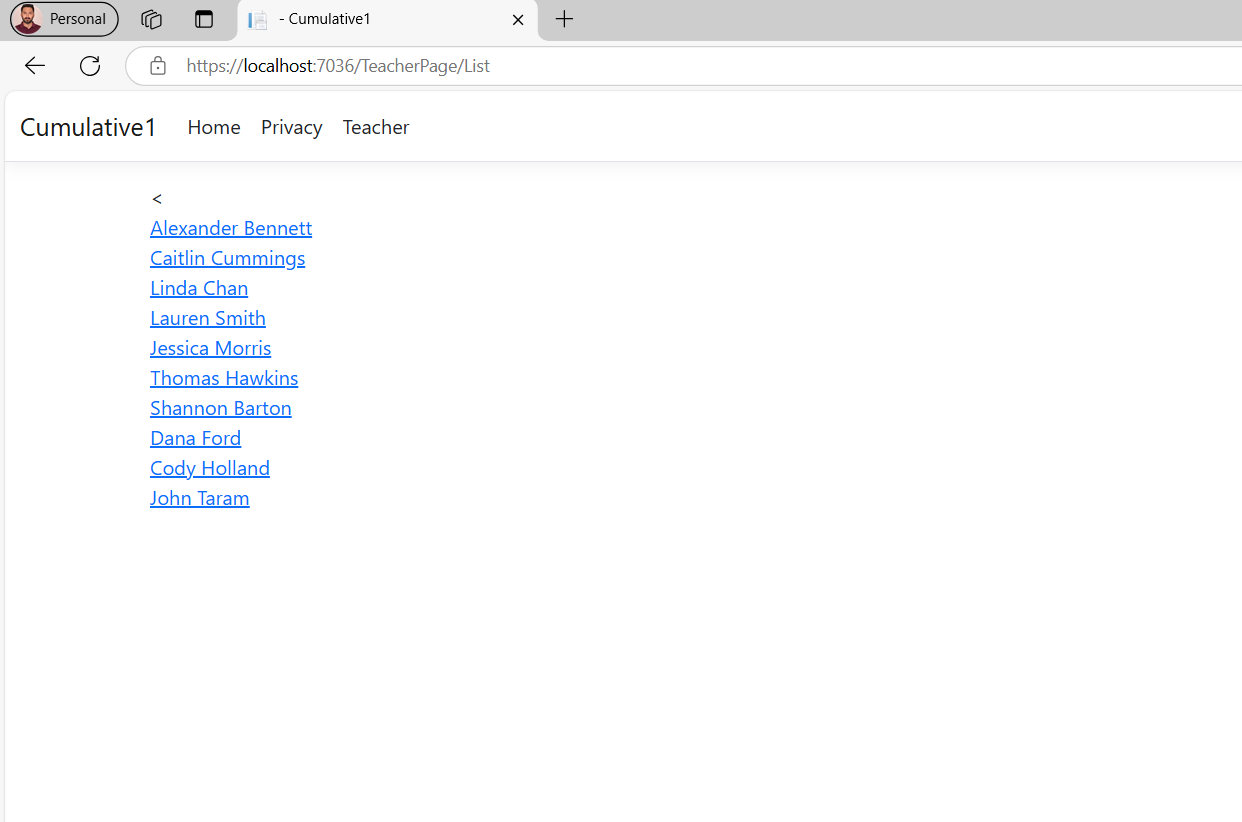 Personal
- Cumulative1
https://localhost:7036/TeacherPage/List
Cumulative1 Home Privacy Teacher
<
Alexander Bennett
Caitlin Cummings
Linda Chan
Lauren Smith
Jessica Morris
Thomas Hawkins
Shannon Barton
Dana Ford
Cody Holland
John Taram